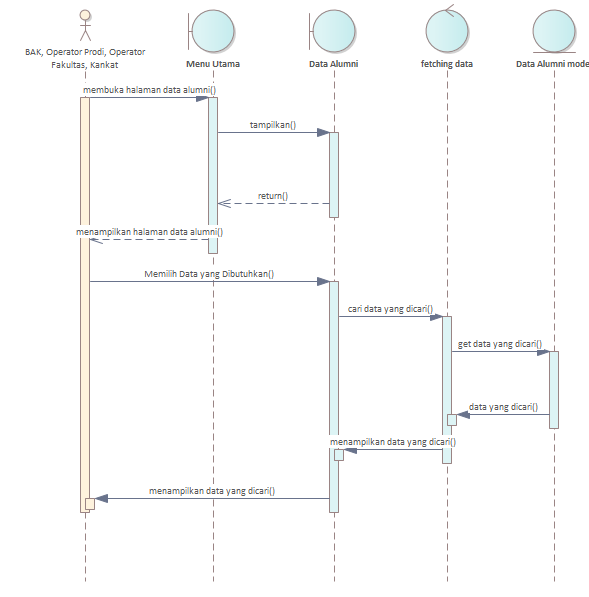 BAK, Operator Prodi, Operator
Fakultas, Kankat
Menu Utama
Data Alumni
fetching data
Data Alumni mode
membuka halaman data alumni()
tampilkan()
return()
menampilkan halaman data alumni()
Memilih Data yang Dibutuhkan()
cari data yang dicari()
get data yang dicari()
data yang dicari()
menampilkan data yang dicari()
menampilkan data yang dicari()